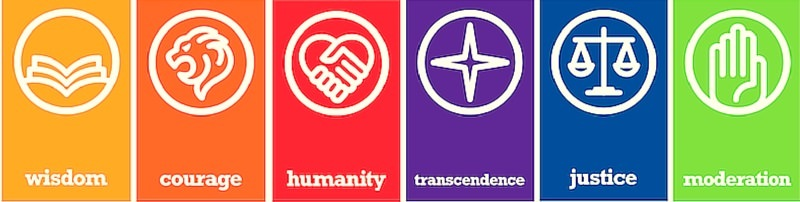 wisdom
courage
humanity
transcendence
justice
moderation